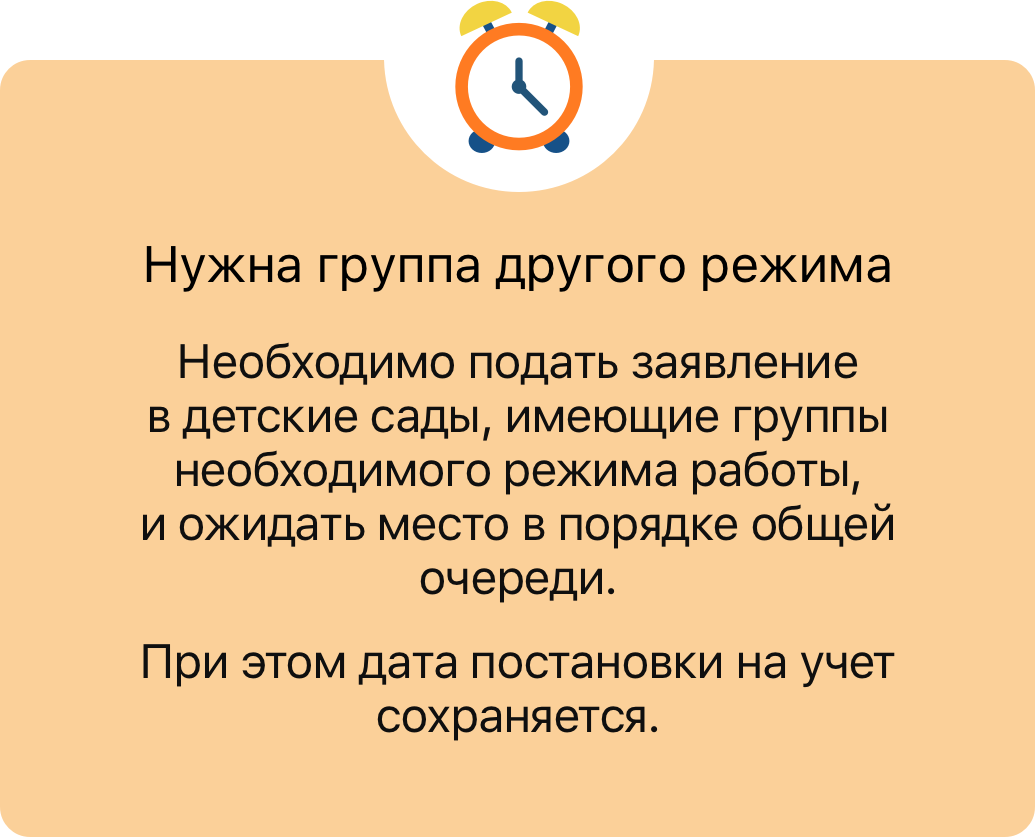 Нужна группа другого режима
Необходимо подать заявление
в детские сады, имеющие группы
необходимого режима работы,
и ожидать место в порядке общей
очереди.
При этом дата постановки на учет
сохраняется.